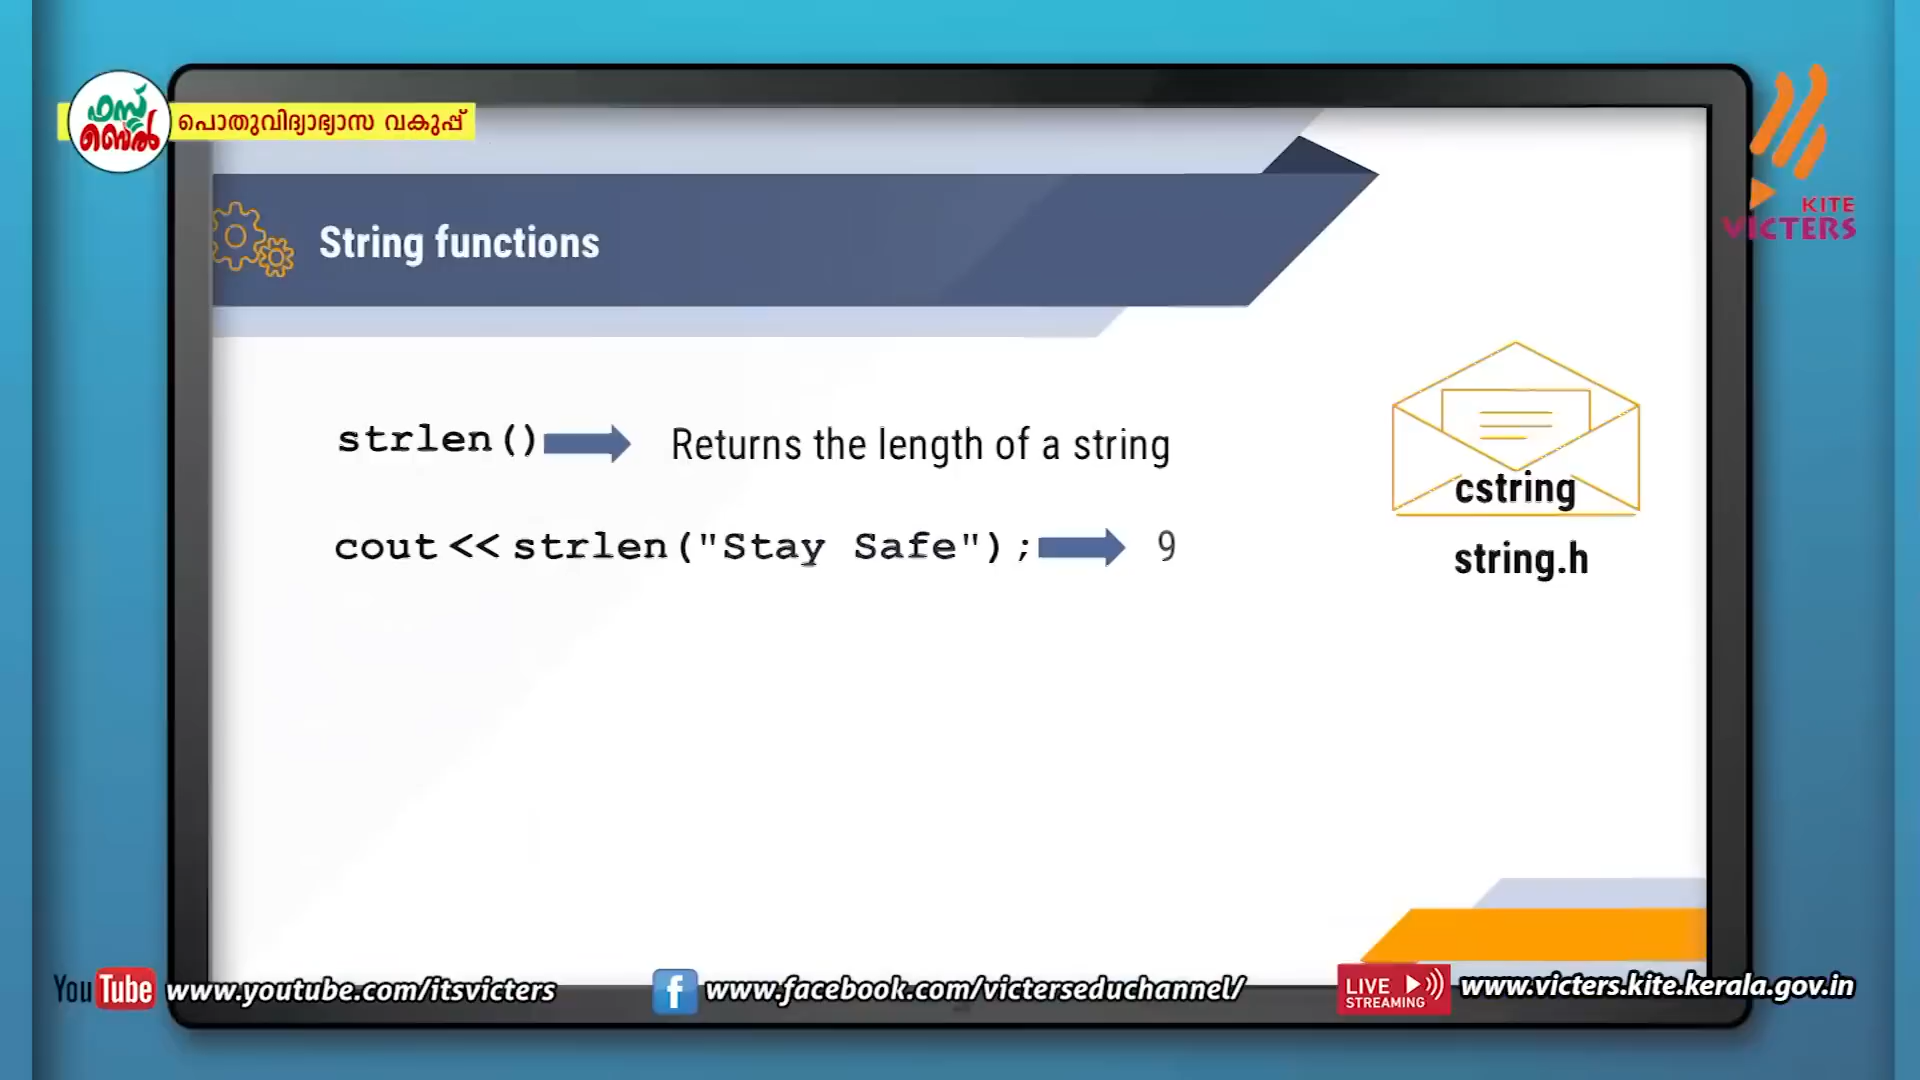 ഫസ്റ്റ്
ബെൽ
പൊതുവിദ്യാഭ്യാസ വകുപ്പ്
KITE
VICTERS
String functions
strlen() Returns the length of a string
cout << strlen("Stay Safe"); 9
cstring
string.h
YouTube www.youtube.com/itsvicters
f www.facebook.com/victerseduchannel/
LIVE STREAMING www.victers.kite.kerala.gov.in